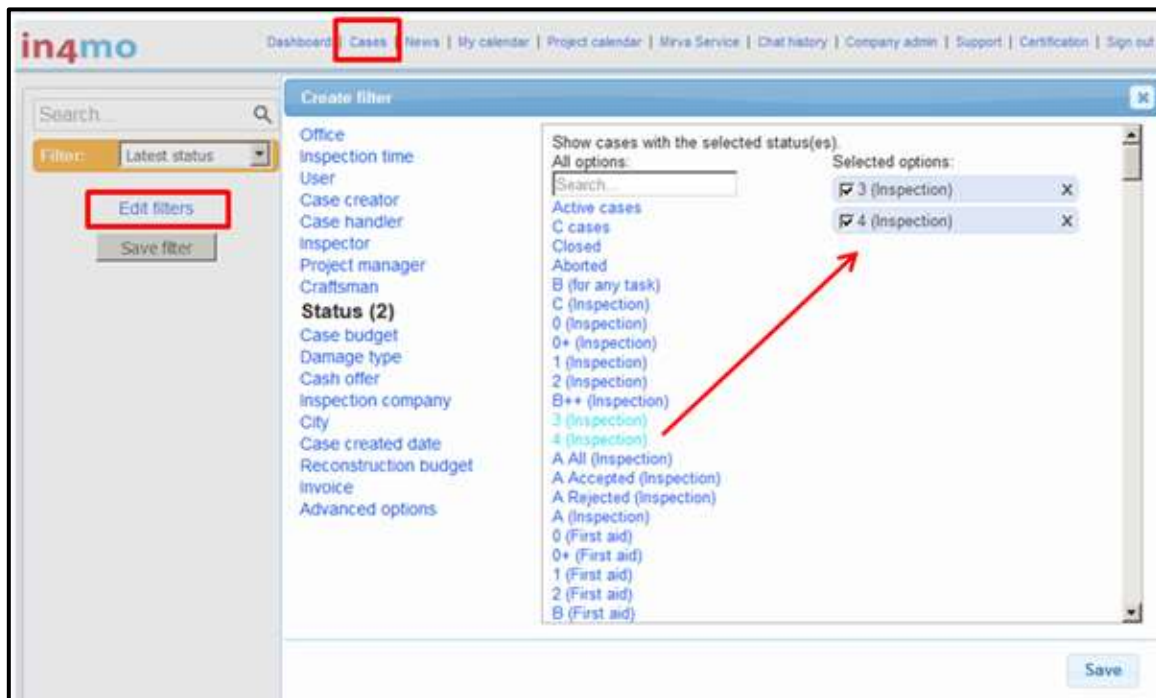 in4mo
Dashboard | Cases | News | My calendar | Project calendar | Mirva Service | Chat history | Company admin | Support | Certification | Sign out
Search...
Filter: Latest status
Edit filters
Save filter
Create filter
Office
Inspection time
User
Case creator
Case handler
Inspector
Project manager
Craftsman
Status (2)
Case budget
Damage type
Cash offer
Inspection company
City
Case created date
Reconstruction budget
Invoice
Advanced options
Show cases with the selected status(es).
All options:
Search...
Active cases
C cases
Closed
Aborted
B (for any task)
C (Inspection)
0 (Inspection)
0+ (Inspection)
1 (Inspection)
2 (Inspection)
B++ (Inspection)
3 (Inspection)
4 (Inspection)
A All (Inspection)
A Accepted (Inspection)
A Rejected (Inspection)
A (Inspection)
0 (First aid)
0+ (First aid)
1 (First aid)
2 (First aid)
B (First aid)
Selected options:
3 (Inspection) X
4 (Inspection) X
Save